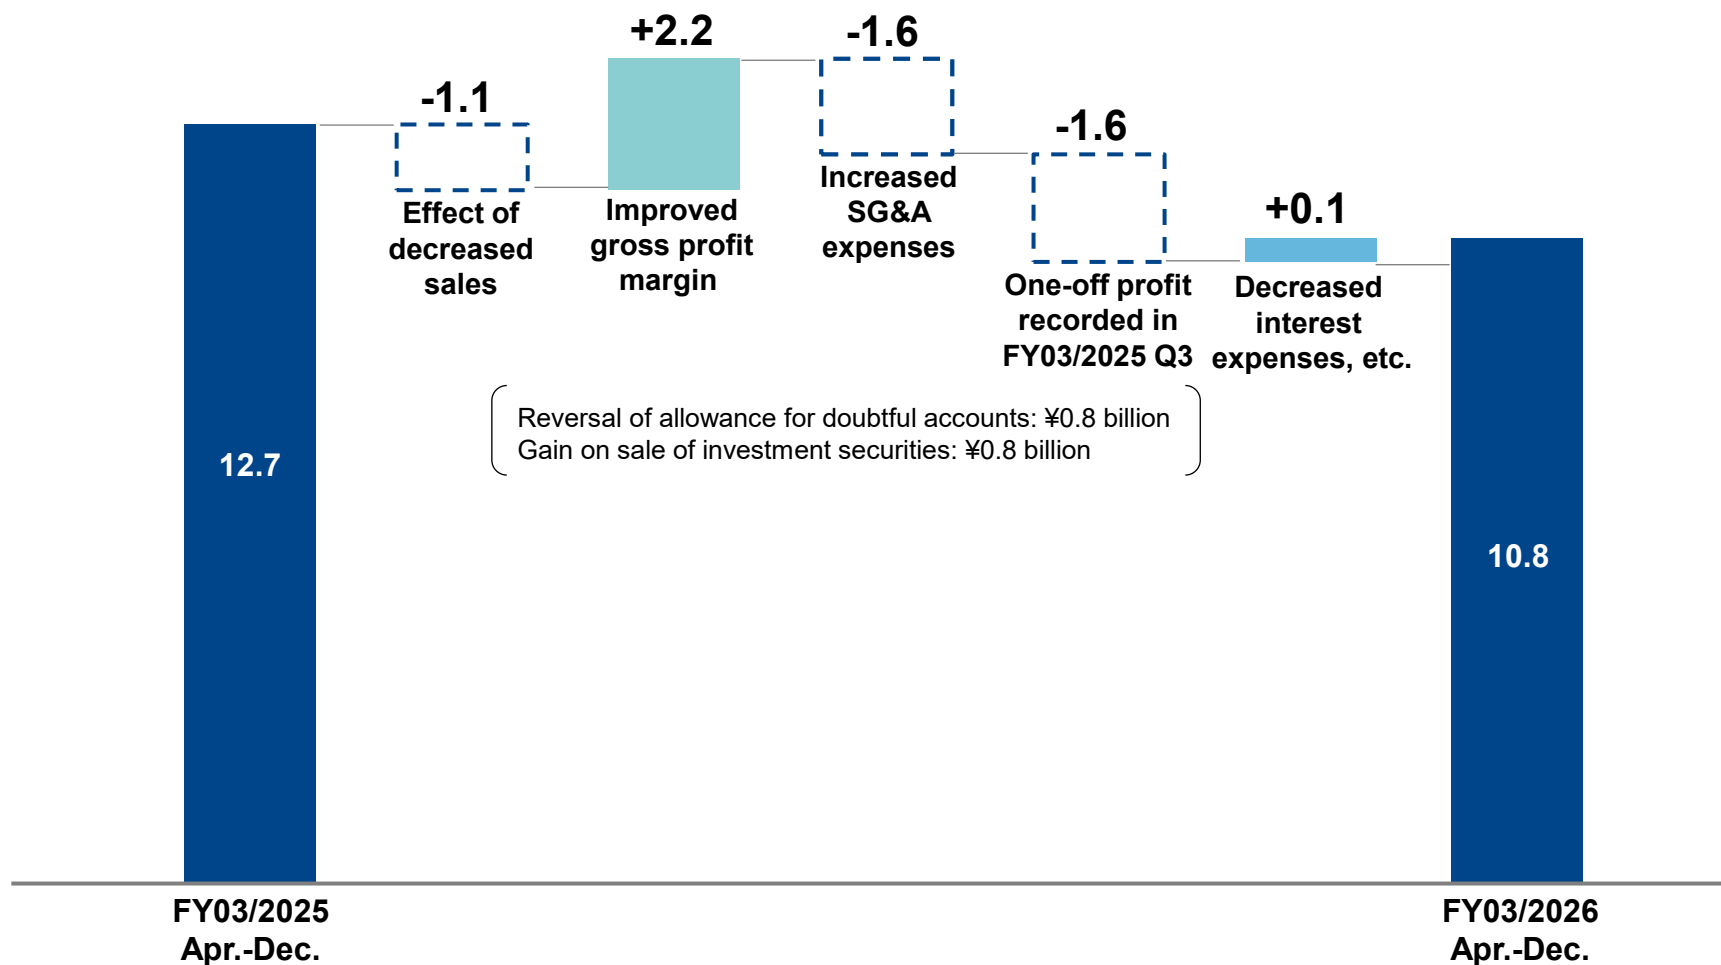 +2.2
-1.6
-1.1
-1.6
+0.1
Effect of
decreased
sales
Improved
gross profit
margin
Increased
SG&A
expenses
One-off profit
recorded in
FY03/2025 Q3
Decreased
interest
expenses, etc.
Reversal of allowance for doubtful accounts: ¥0.8 billion
Gain on sale of investment securities: ¥0.8 billion
12.7
10.8
FY03/2025
Apr.-Dec.
FY03/2026
Apr.-Dec.